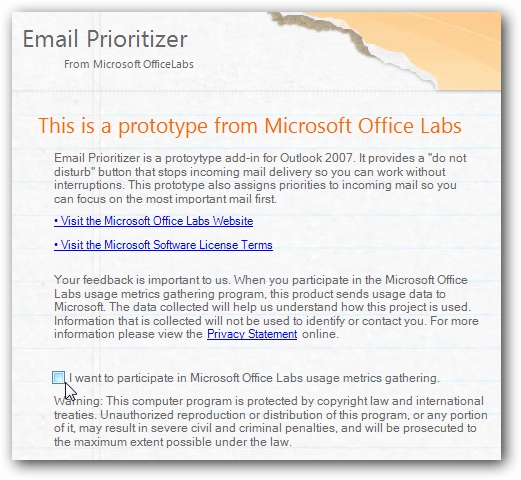 Email Prioritizer
From Microsoft OfficeLabs
This is a prototype from Microsoft Office Labs
Email Prioritizer is a protoytype add-in for Outlook 2007. It provides a "do not
disturb" button that stops incoming mail delivery so you can work without
interruptions. This prototype also assigns priorities to incoming mail so you
can focus on the most important mail first.
• Visit the Microsoft Office Labs Website
• Visit the Microsoft Software License Terms
Your feedback is important to us. When you participate in the Microsoft Office
Labs usage metrics gathering program, this product sends usage data to
Microsoft. The data collected will help us understand how this project is used.
Information that is collected will not be used to identify or contact you. For more
information please view the Privacy Statement online.
I want to participate in Microsoft Office Labs usage metrics gathering.
Warning: This computer program is protected by copyright law and international
treaties. Unauthorized reproduction or distribution of this program, or any portion
of it, may result in severe civil and criminal penalties, and will be prosecuted to
the maximum extent possible under the law.